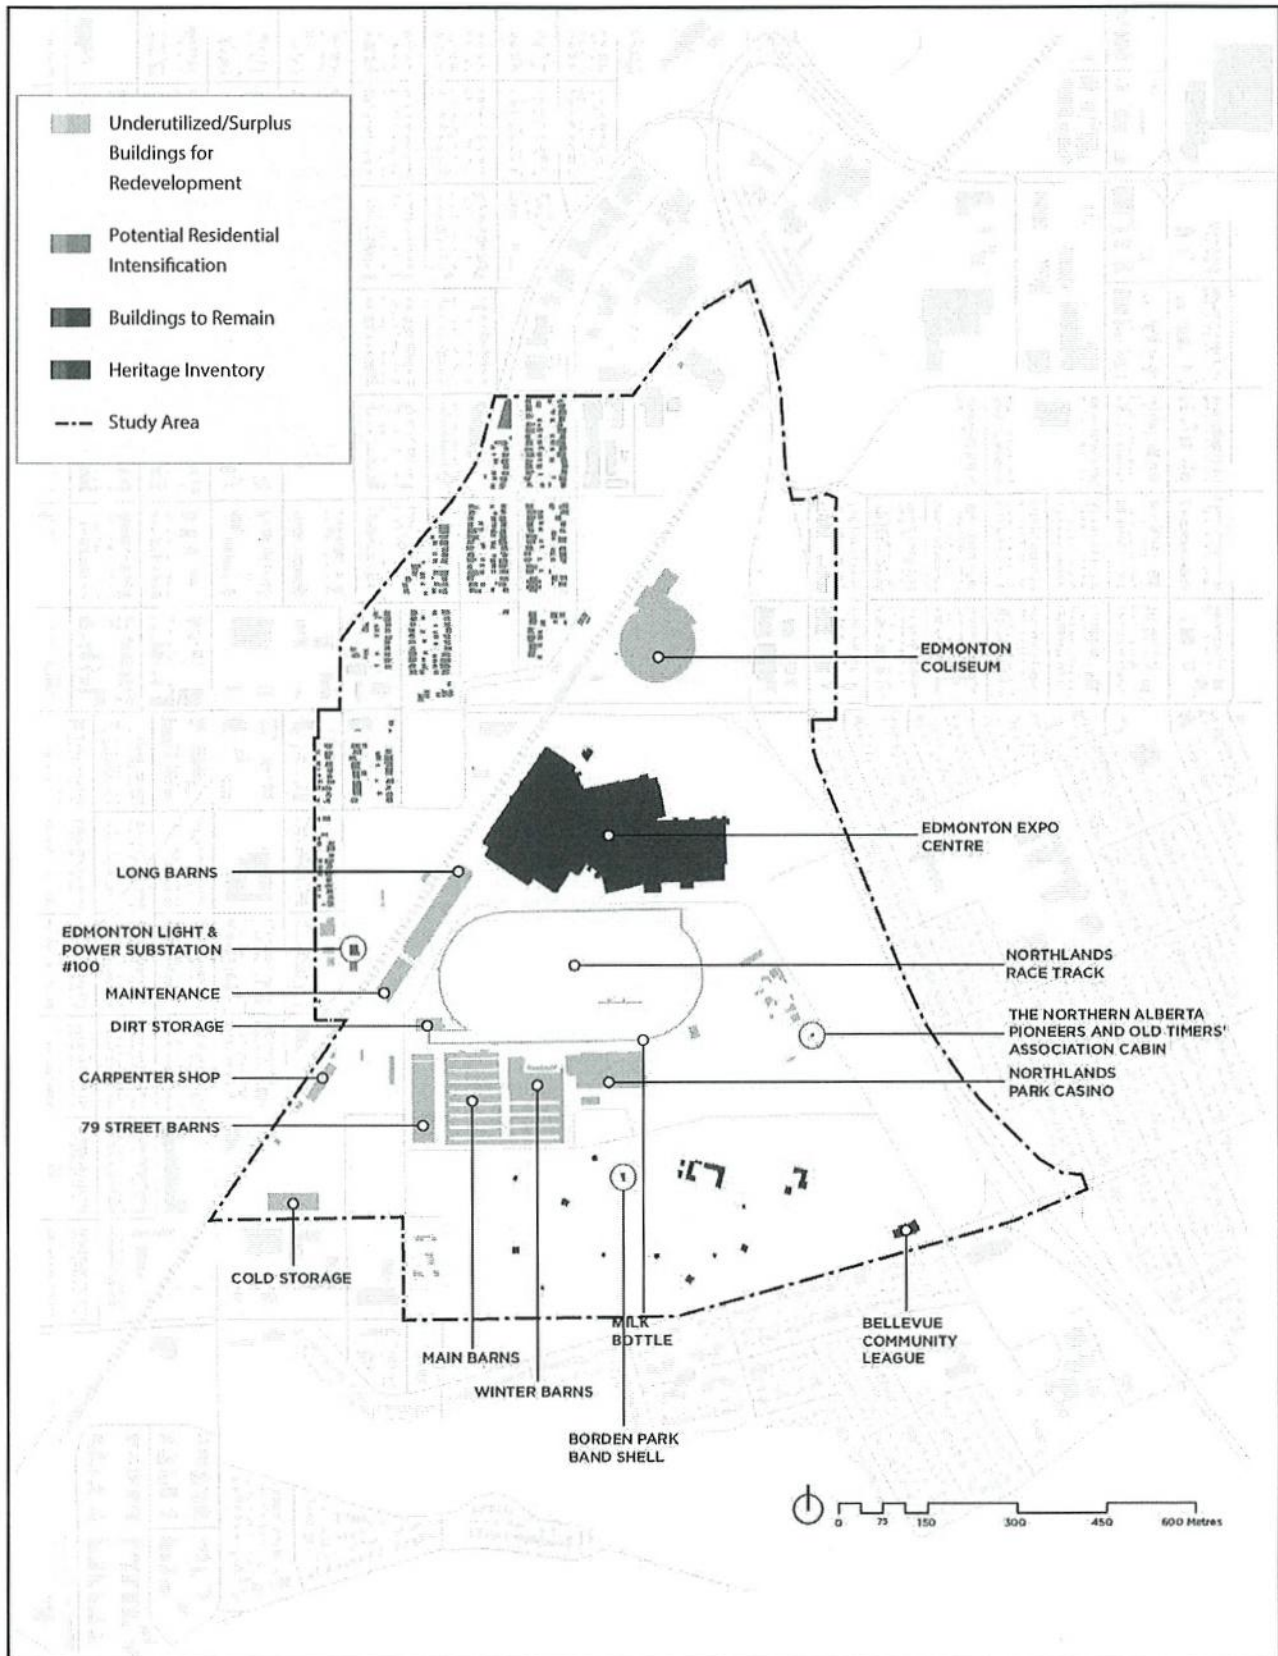 Underutilized/Surplus
Buildings for
Redevelopment
Potential Residential
Intensification
Buildings to Remain
Heritage Inventory
Study Area
EDMONTON
COLISEUM
EDMONTON EXPO
CENTRE
LONG BARNS
EDMONTON LIGHT &
POWER SUBSTATION
#100
MAINTENANCE
DIRT STORAGE
CARPENTER SHOP
79 STREET BARNS
NORTHLANDS
RACE TRACK
THE NORTHERN ALBERTA
PIONEERS AND OLD TIMERS'
ASSOCIATION CABIN
NORTHLANDS
PARK CASINO
COLD STORAGE
MAIN BARNS
WINTER BARNS
MILK
BOTTLE
BORDEN PARK
BAND SHELL
BELLEVUE
COMMUNITY
LEAGUE
0 75 150 300 450 600 Metres